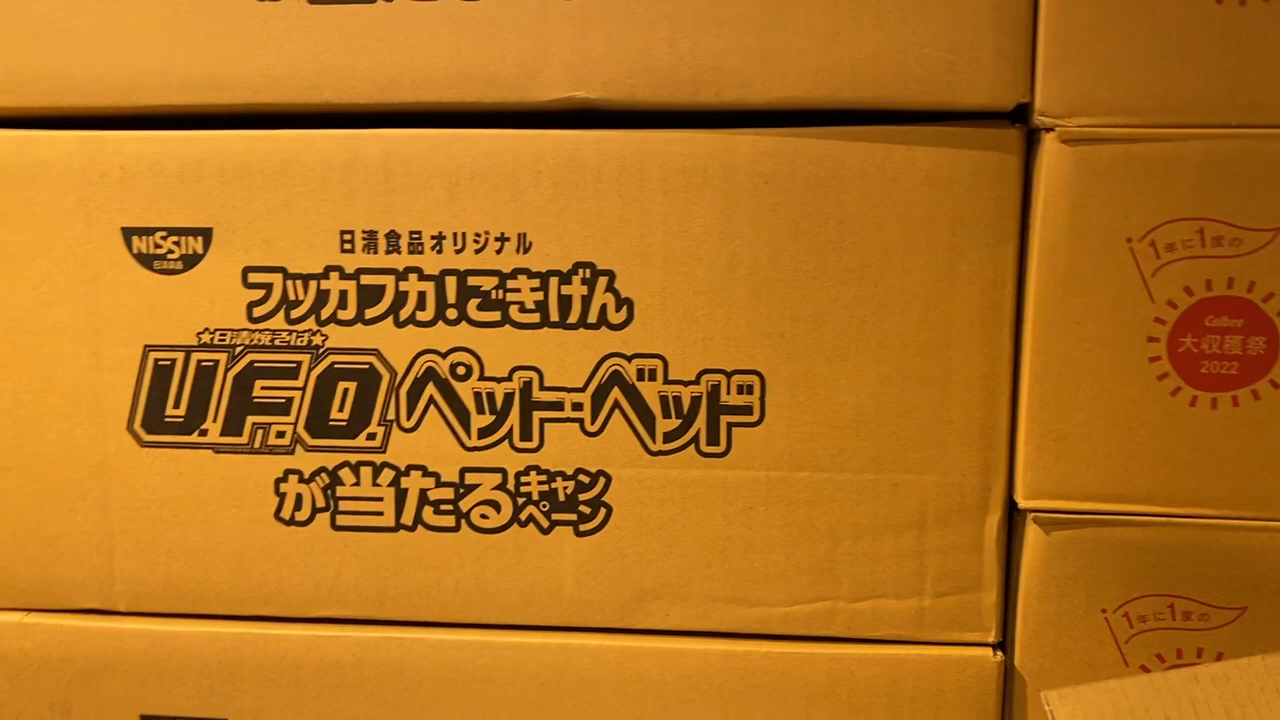 NISSIN
日清食品
日清食品オリジナル
フッカフカ!ごきげん
★日清焼そば★
U.F.O.ペット・ベッド
が当たるキャンペーン
1年に1度の
Calbee
大収穫祭
2022
1年に1度の